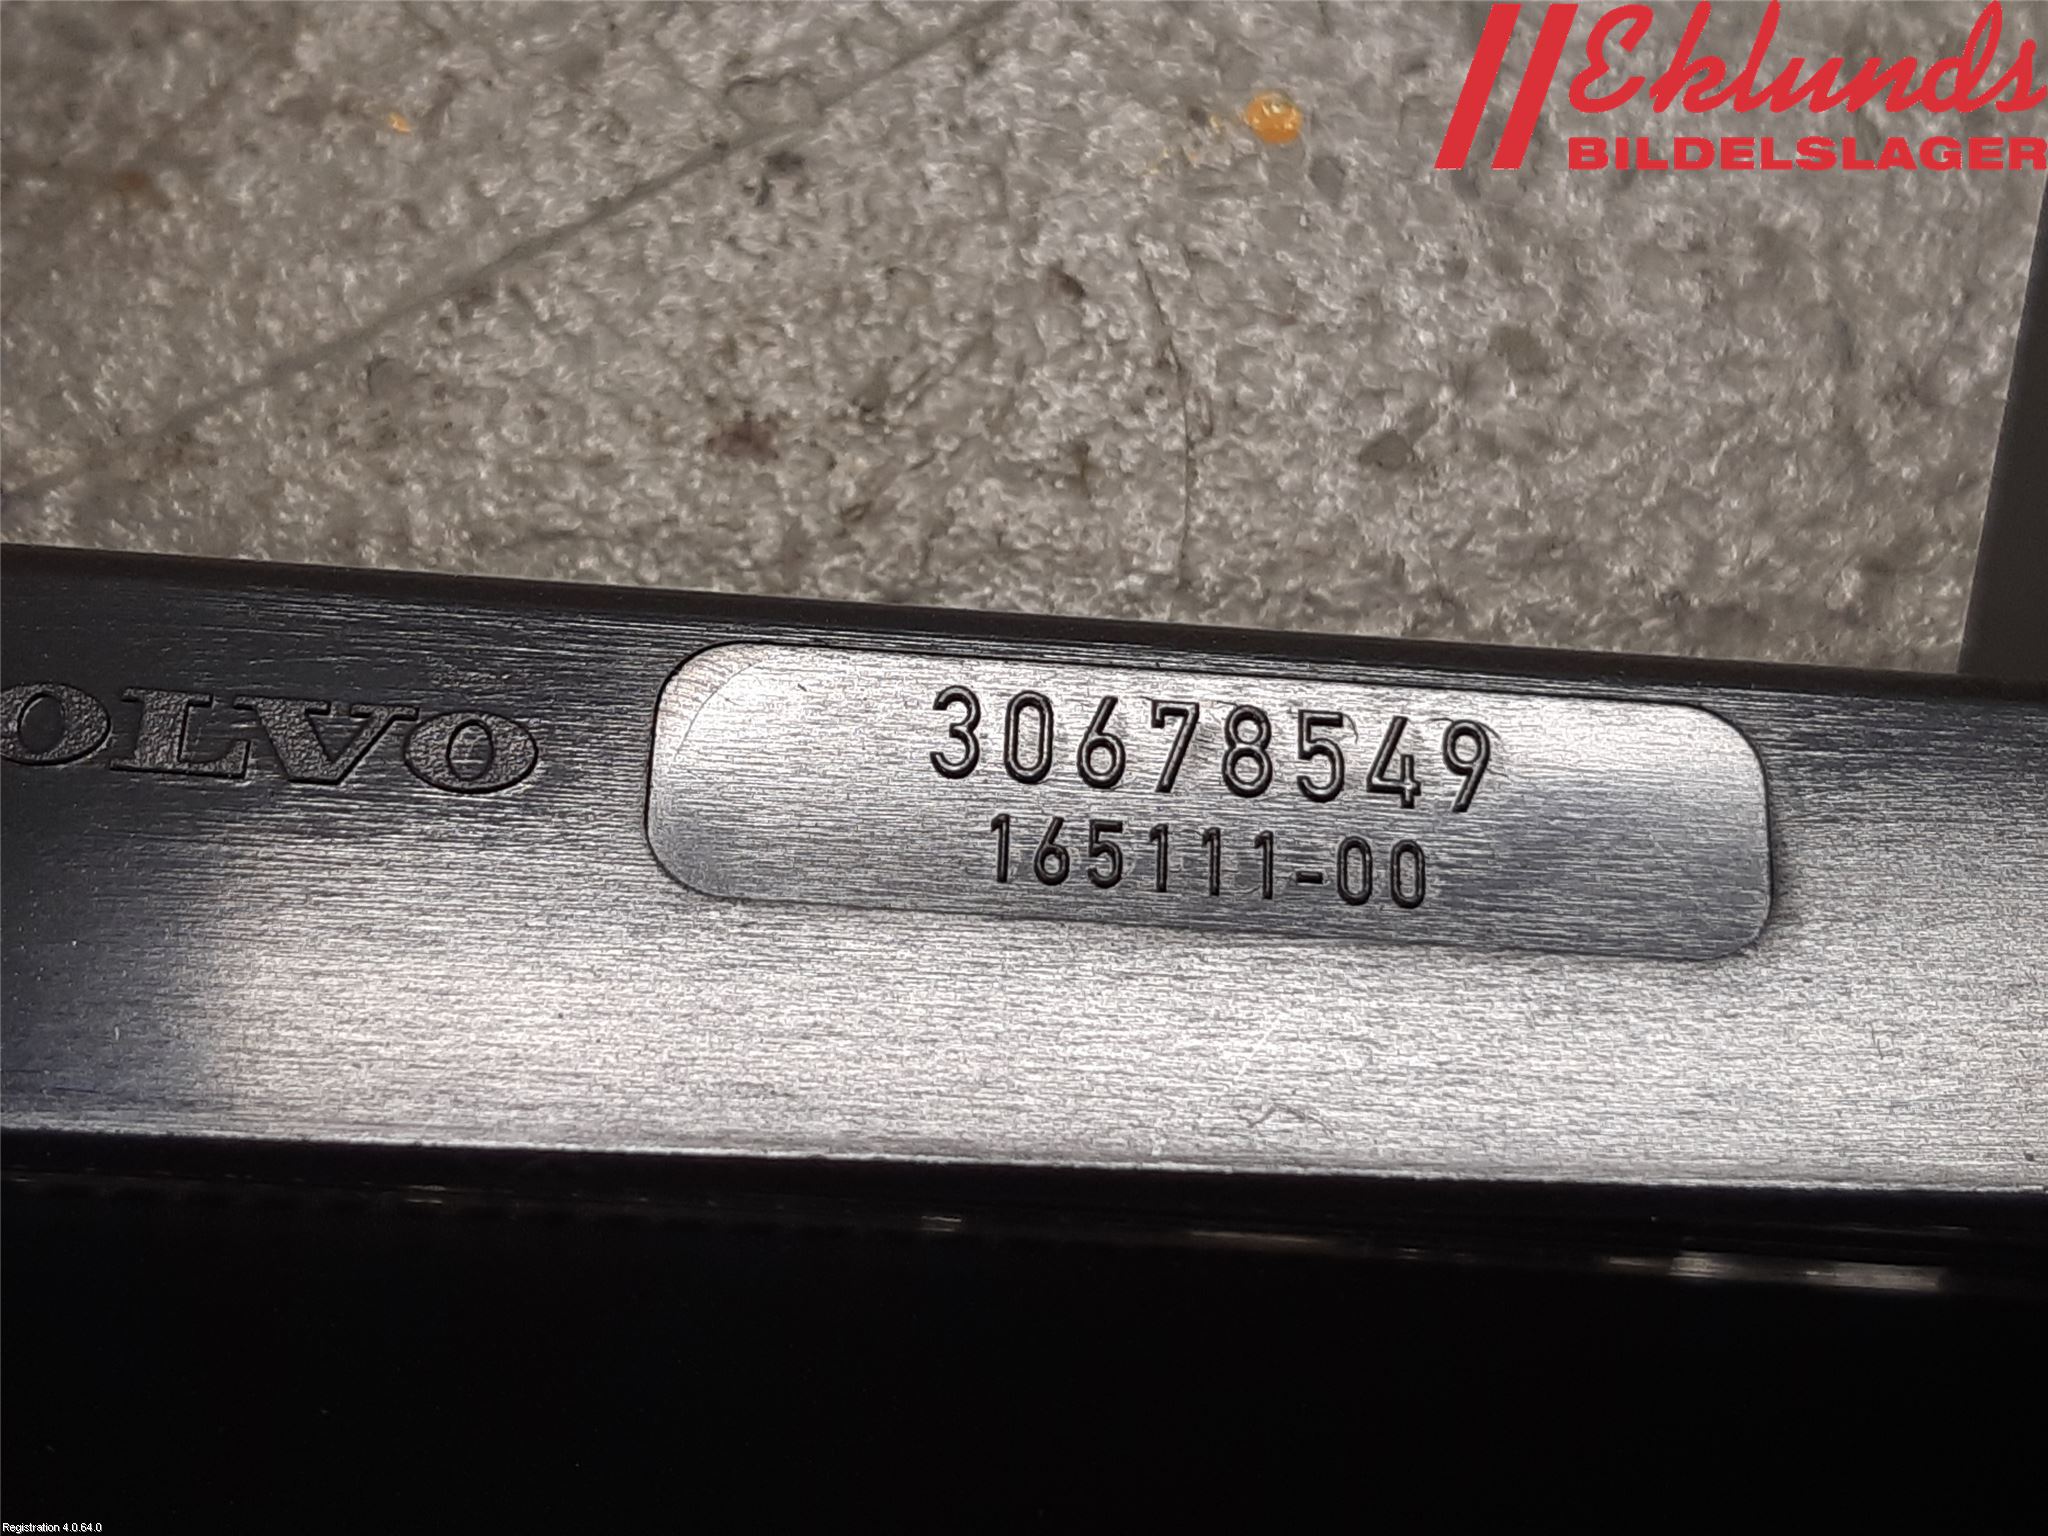 Eklunds
BILDELSLAGER
OLVO
30678549
165111-00
Registration 4.0.64.0